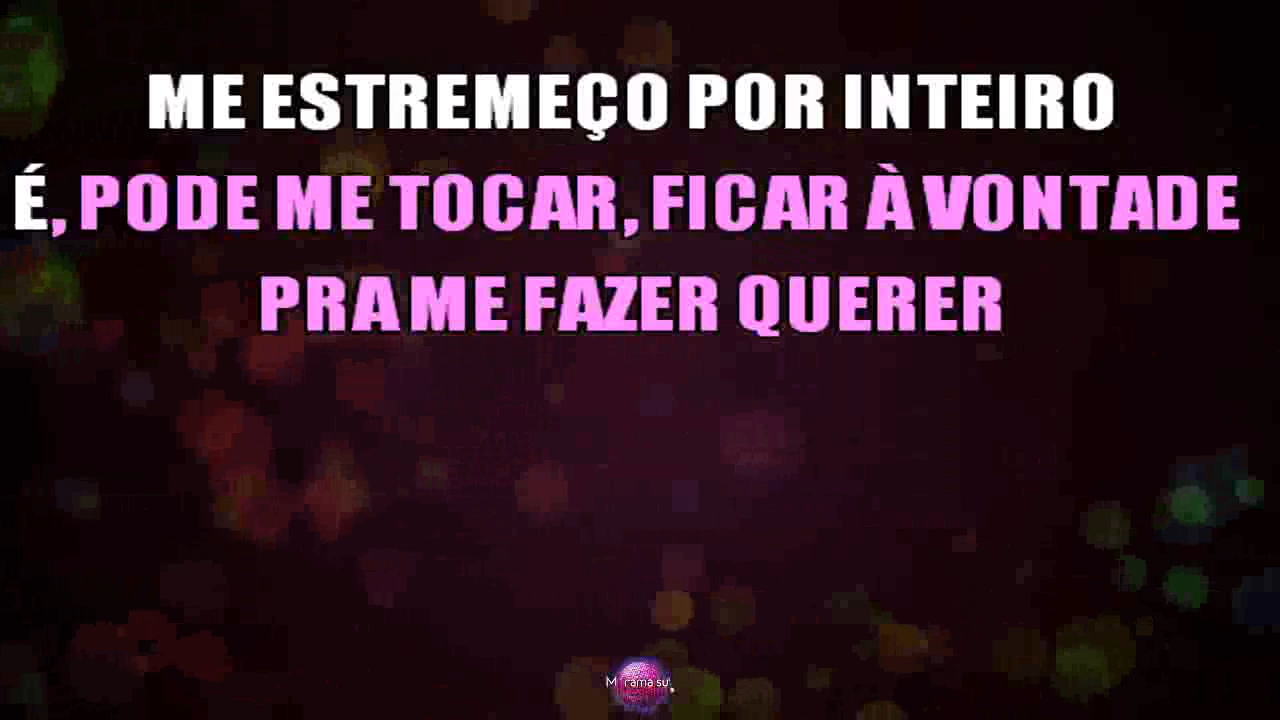 ME ESTREMEÇO POR INTEIRO
É, PODE ME TOCAR, FICAR À VONTADE
PRA ME FAZER QUERER